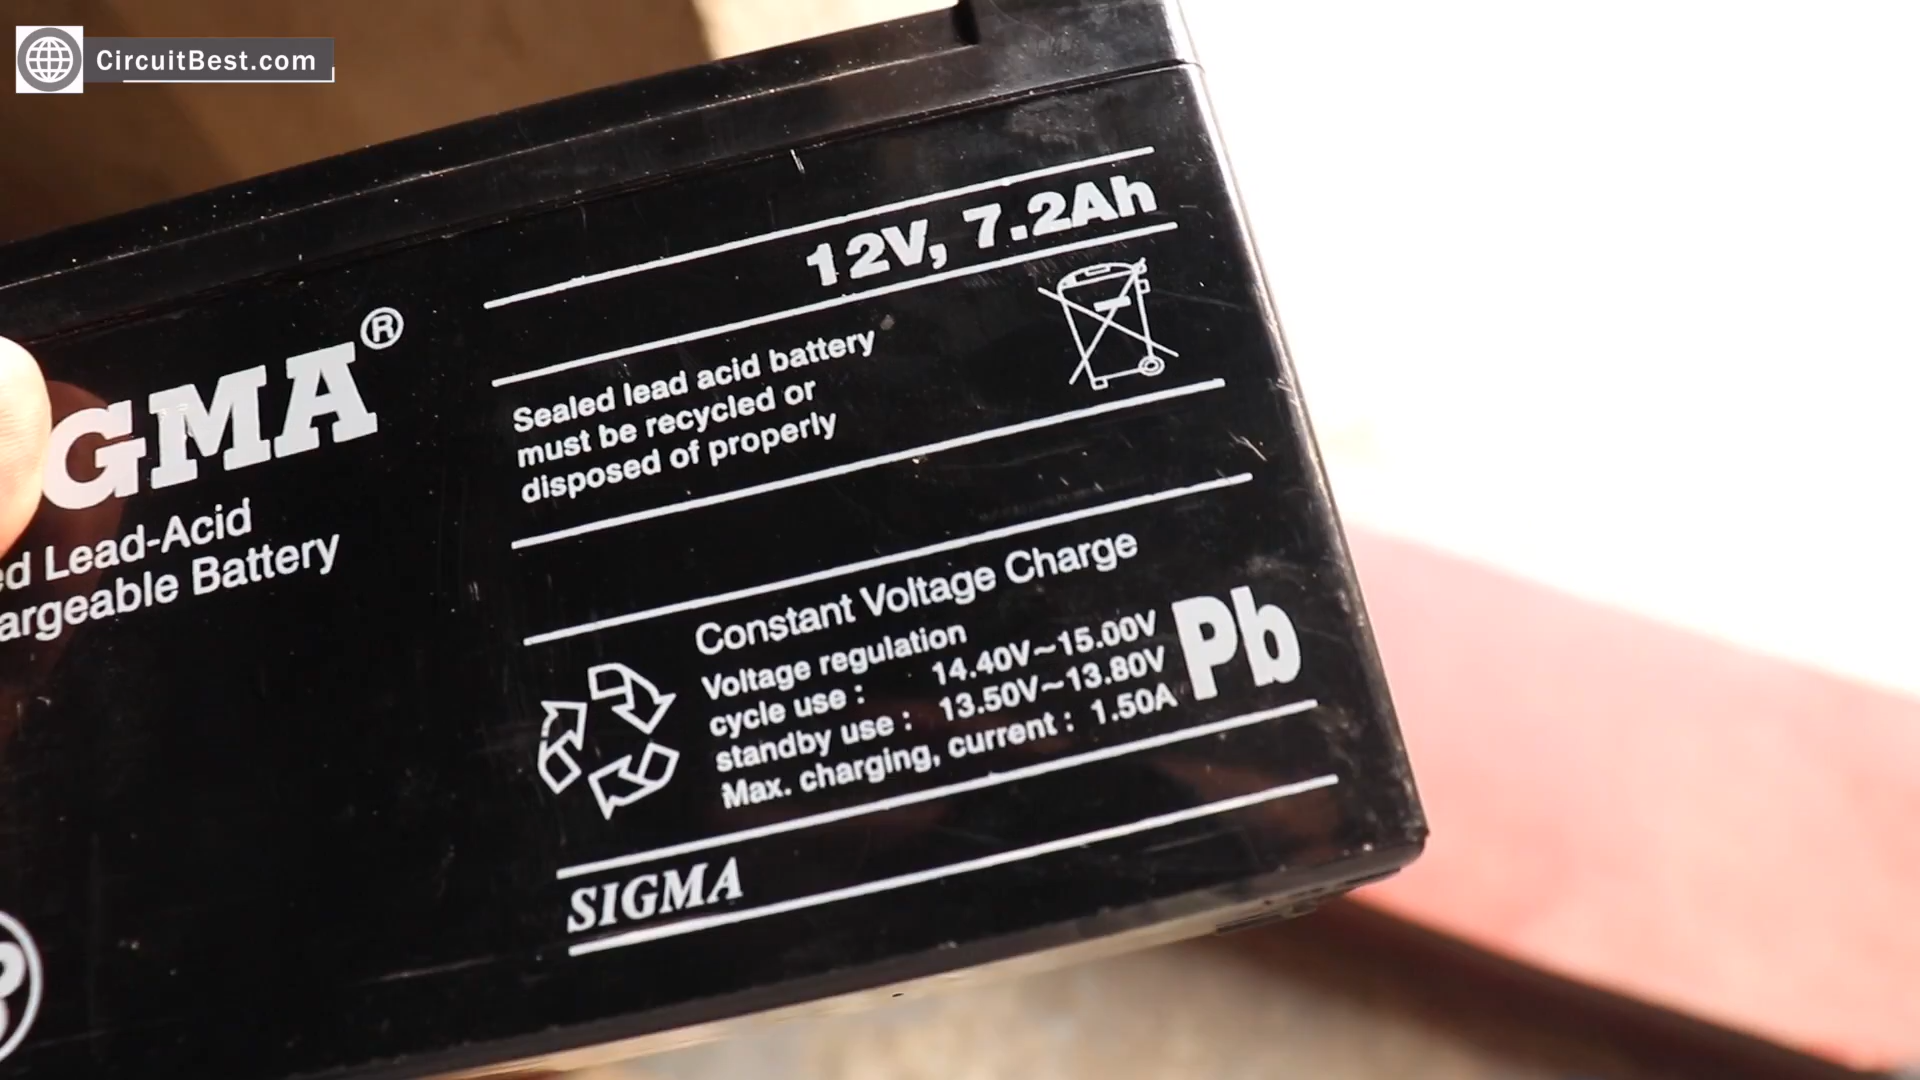 CircuitBest.com
12V, 7.2Ah
Sealed lead acid battery
must be recycled or
disposed of properly
GMA®
Lead-Acid
Battery
Constant Voltage Charge
Voltage regulation
cycle use : 14.40V~15.00V
standby use : 13.50V~13.80V
Max. charging, current : 1.50A
Pb
SIGMA